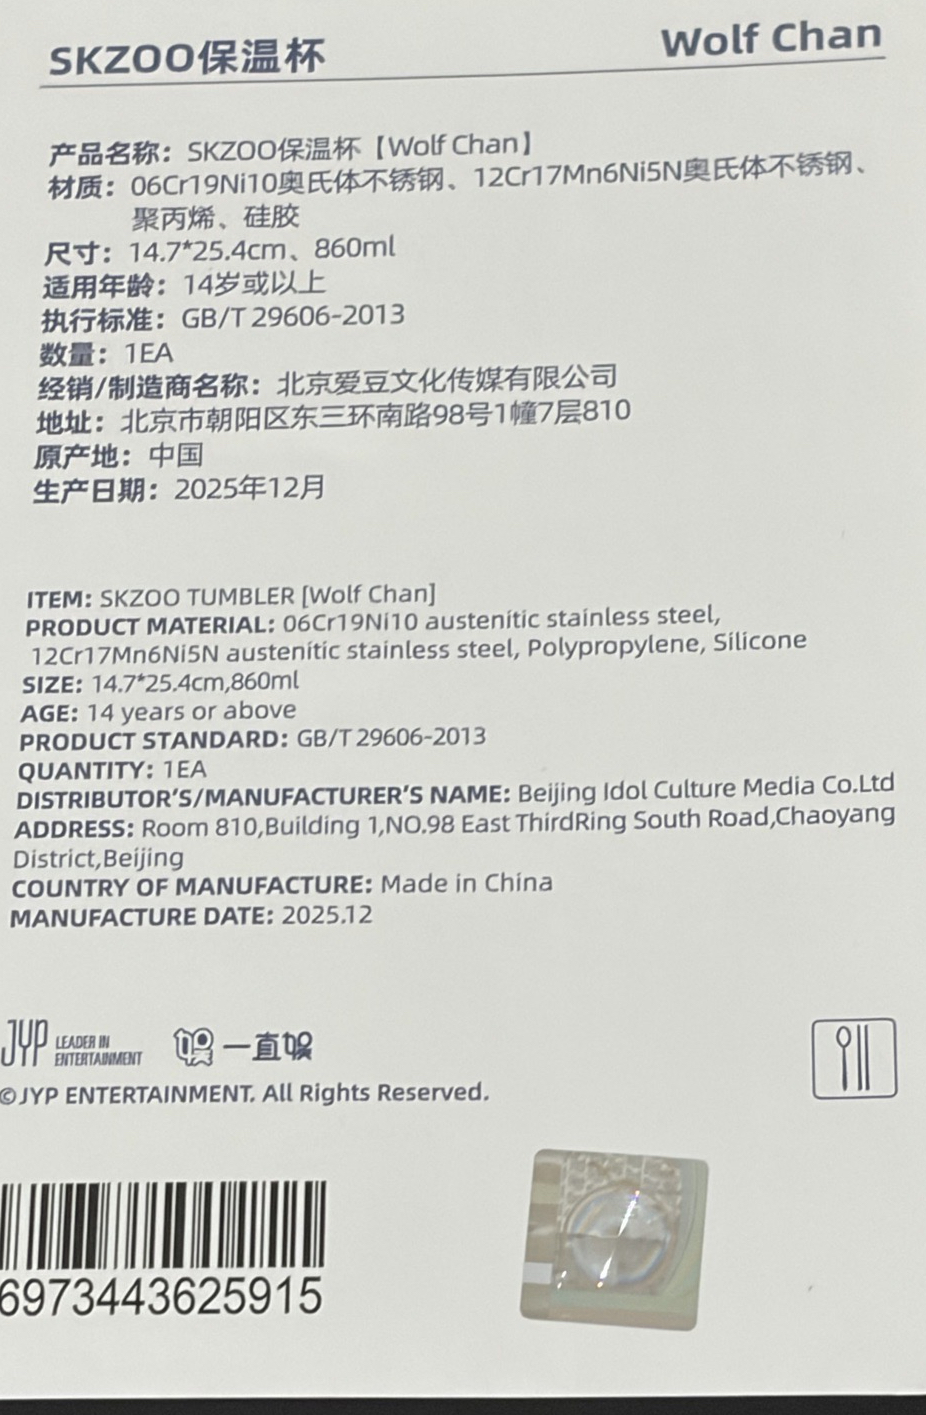 SKZOO保温杯
Wolf Chan
产品名称：SKZOO保温杯【Wolf Chan】
材质：06Cr19Ni10奥氏体不锈钢、12Cr17Mn6Ni5N奥氏体不锈钢、
聚丙烯、硅胶
尺寸：14.7*25.4cm、860ml
适用年龄：14岁或以上
执行标准：GB/T 29606-2013
数量：1EA
经销/制造商名称：北京爱豆文化传媒有限公司
地址：北京市朝阳区东三环南路98号1幢7层810
原产地：中国
生产日期：2025年12月
ITEM: SKZOO TUMBLER [Wolf Chan]
PRODUCT MATERIAL: 06Cr19Ni10 austenitic stainless steel,
12Cr17Mn6Ni5N austenitic stainless steel, Polypropylene, Silicone
SIZE: 14.7*25.4cm,860ml
AGE: 14 years or above
PRODUCT STANDARD: GB/T 29606-2013
QUANTITY: 1EA
DISTRIBUTOR'S/MANUFACTURER'S NAME: Beijing Idol Culture Media Co.Ltd
ADDRESS: Room 810,Building 1,NO.98 East ThirdRing South Road,Chaoyang
District,Beijing
COUNTRY OF MANUFACTURE: Made in China
MANUFACTURE DATE: 2025.12
JYP LEADER IN
ENTERTAINMENT
一直娱
©JYP ENTERTAINMENT. All Rights Reserved.
6973443625915